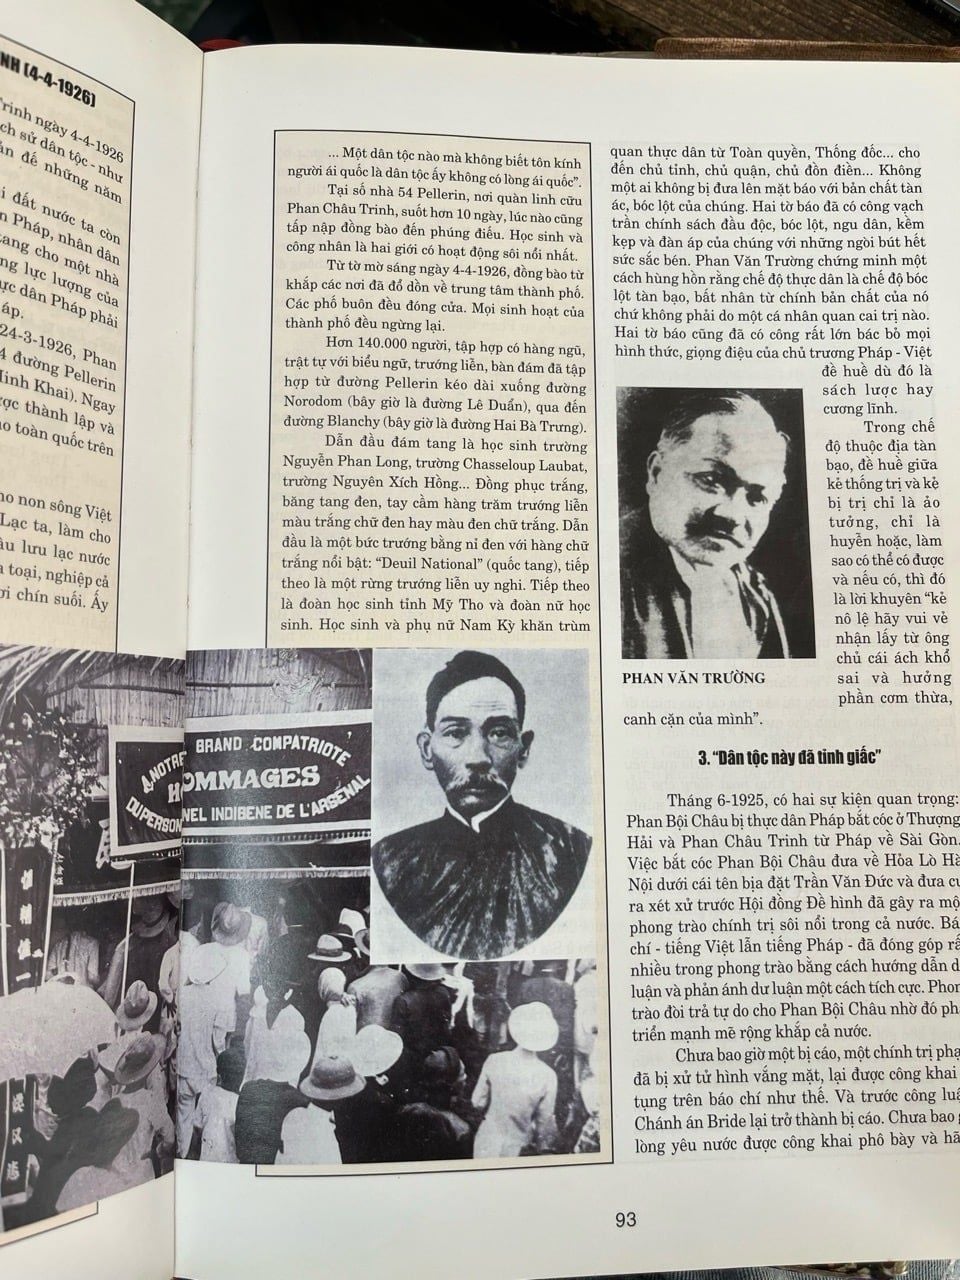 NH (4-4-1926)
Trinh ngày 4-4-1926
ch sử dân tộc - như
ẩn đế những năm
i đất nước ta còn
n Pháp, nhân dân
tang cho một nhà
ng lực lượng của
ực dân Pháp phải
áp.
24-3-1926, Phan
4 đường Pellerin
Minh Khai). Ngay
ợc thành lập và
o toàn quốc trên
ho non sông Việt
Lạc ta, làm cho
âu lưu lạc nước
toại, nghiệp cả
ơi chín suối. Ấy
... Một dân tộc nào mà không biết tôn kính
người ái quốc là dân tộc ấy không có lòng ái quốc".
Tại số nhà 54 Pellerin, nơi quàn linh cữu
Phan Châu Trinh, suốt hơn 10 ngày, lúc nào cũng
tấp nập đồng bào đến phúng điếu. Học sinh và
công nhân là hai giới có hoạt động sôi nổi nhất.
Từ tờ mờ sáng ngày 4-4-1926, đồng bào từ
khắp các nơi đã đổ dồn về trung tâm thành phố.
Các phố buôn đều đóng cửa. Mọi sinh hoạt của
thành phố đều ngừng lại.
Hơn 140.000 người, tập hợp có hàng ngũ,
trật tự với biểu ngữ, trướng liễn, bàn đám đã tập
hợp từ đường Pellerin kéo dài xuống đường
Norodom (bây giờ là đường Lê Duẩn), qua đến
đường Blanchy (bây giờ là đường Hai Bà Trưng).
Dẫn đầu đám tang là học sinh trường
Nguyễn Phan Long, trường Chasseloup Laubat,
trường Nguyên Xích Hồng... Đồng phục trắng,
băng tang đen, tay cầm hàng trăm trướng liễn
màu trắng chữ đen hay màu đen chữ trắng. Dẫn
đầu là một bức trướng bằng nỉ đen với hàng chữ
trắng nổi bật: "Deuil National" (quốc tang), tiếp
theo là một rừng trướng liễn uy nghi. Tiếp theo
là đoàn học sinh tỉnh Mỹ Tho và đoàn nữ học
sinh. Học sinh và phụ nữ Nam Kỳ khăn trùm
A NOTRE GRAND COMPATRIOTE
HOMMAGES
DU PERSONNEL INDIGENE DE L'ARSENAL
quan thực dân từ Toàn quyền, Thống đốc... cho
đến chủ tỉnh, chủ quận, chủ đồn điền... Không
một ai không bị đưa lên mặt báo với bản chất tàn
ác, bóc lột của chúng. Hai tờ báo đã có công vạch
trần chính sách đầu độc, bóc lột, ngu dân, kềm
kẹp và đàn áp của chúng với những ngòi bút hết
sức sắc bén. Phan Văn Trường chứng minh một
cách hùng hồn rằng chế độ thực dân là chế độ bóc
lột tàn bạo, bất nhân từ chính bản chất của nó
chứ không phải do một cá nhân quan cai trị nào.
Hai tờ báo cũng đã có công rất lớn bác bỏ mọi
hình thức, giọng điệu của chủ trương Pháp - Việt
đề huề dù đó là
sách lược hay
cương lĩnh.
Trong chế
độ thuộc địa tàn
bạo, đề huề giữa
kẻ thống trị và kẻ
bị trị chỉ là ảo
tưởng, chỉ là
huyễn hoặc, làm
sao có thể có được
và nếu có, thì đó
là lời khuyên "kẻ
nô lệ hãy vui vẻ
nhận lấy từ ông
chủ cái ách khổ
sai và hưởng
phần cơm thừa,
canh cặn của mình".
PHAN VĂN TRƯỜNG
3. "Dân tộc này đã tỉnh giấc"
Tháng 6-1925, có hai sự kiện quan trọng:
Phan Bội Châu bị thực dân Pháp bắt cóc ở Thượng
Hải và Phan Châu Trinh từ Pháp về Sài Gòn.
Việc bắt cóc Phan Bội Châu đưa về Hỏa Lò Hà
Nội dưới cái tên bịa đặt Trần Văn Đức và đưa
ra xét xử trước Hội đồng Đề hình đã gây ra mộ
phong trào chính trị sôi nổi trong cả nước. Bá
chí - tiếng Việt lẫn tiếng Pháp - đã đóng góp rấ
nhiều trong phong trào bằng cách hướng dẫn d
luận và phản ánh dư luận một cách tích cực. Phon
trào đòi trả tự do cho Phan Bội Châu nhờ đó phá
triển mạnh mẽ rộng khắp cả nước.
Chưa bao giờ một bị cáo, một chính trị phạ
đã bị xử tử hình vắng mặt, lại được công khai
tụng trên báo chí như thế. Và trước công luậ
Chánh án Bride lại trở thành bị cáo. Chưa bao g
lòng yêu nước được công khai phô bày và hã
93